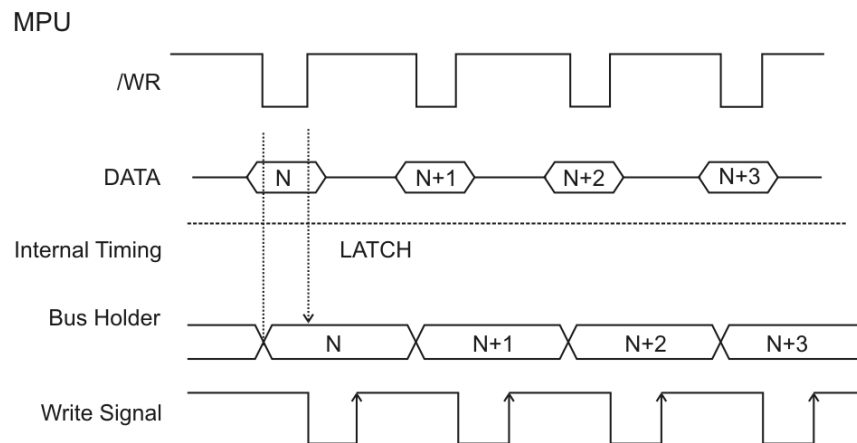 MPU
/WR
DATA N N+1 N+2 N+3
Internal Timing LATCH
Bus Holder N N+1 N+2 N+3
Write Signal